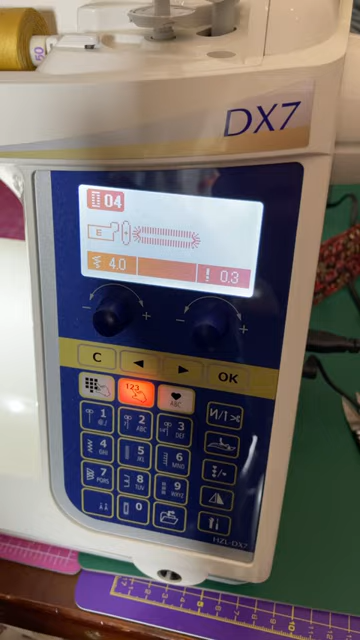 50
DX7
04
4.0 0.3
- + - +
C ◄ ► OK
123 ABC
1 @./ 2 ABC 3 DEF
4 GHI 5 JKL 6 MNO
7 PQRS 8 TUV 9 WXYZ
0
HZL-DX7